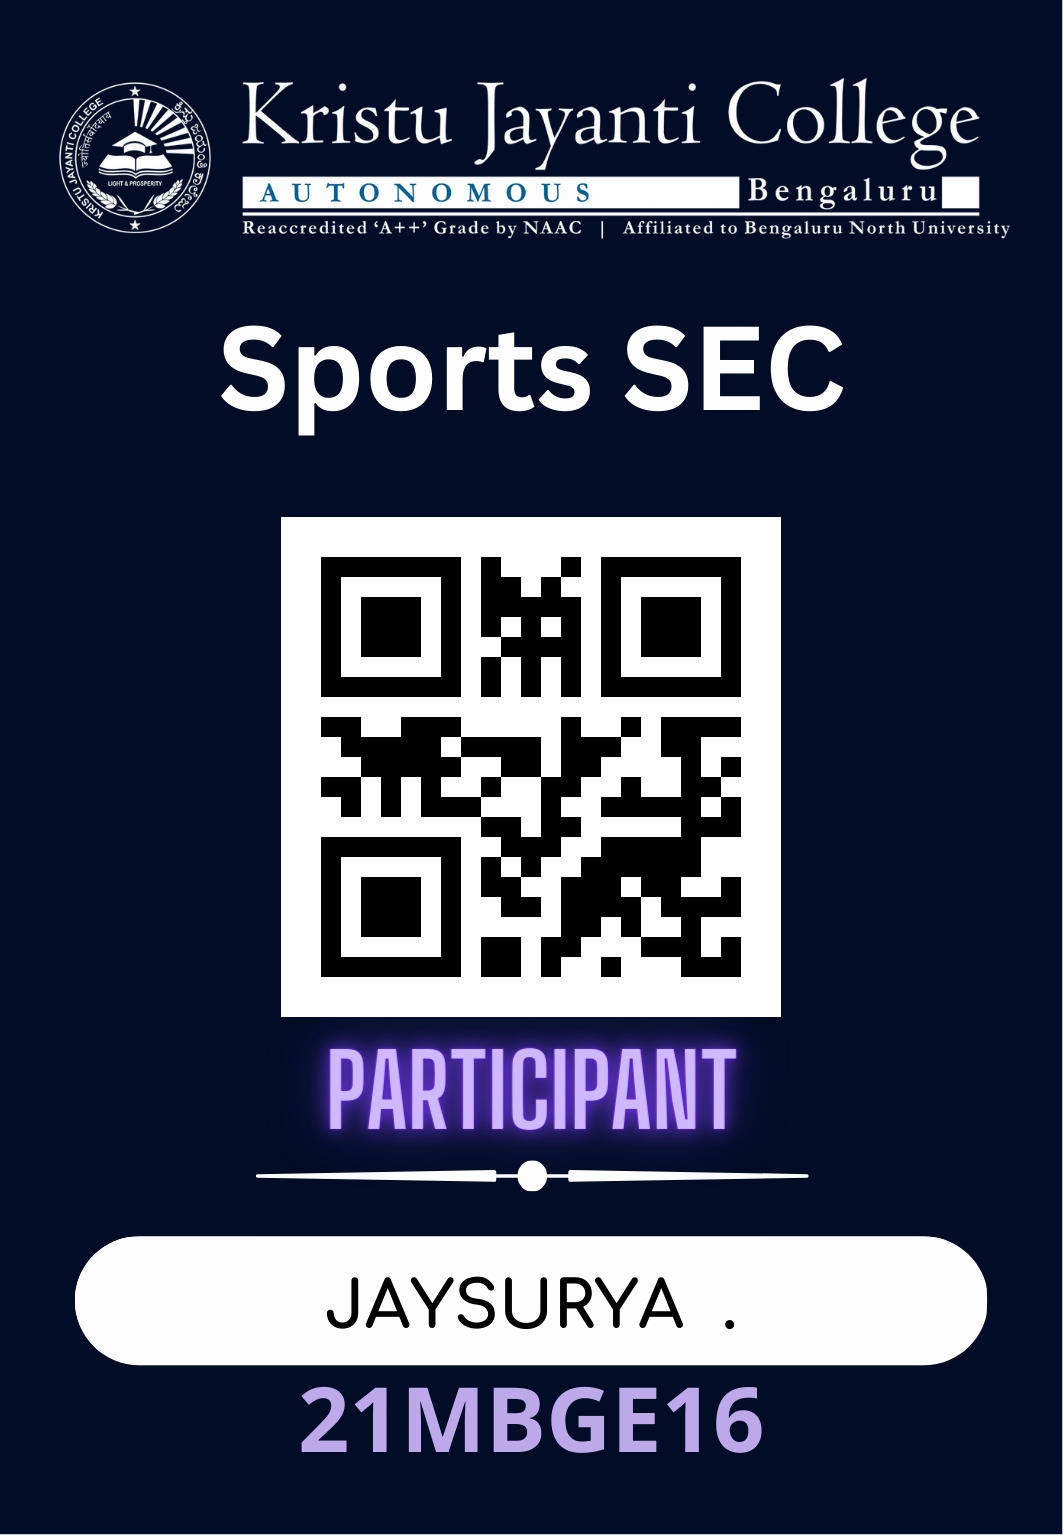 Kristu Jayanti College
AUTONOMOUS Bengaluru
Reaccredited ‘A++’ Grade by NAAC | Affiliated to Bengaluru North University
KRISTU JAYANTI COLLEGE
LIGHT & PROSPERITY
Sports SEC
PARTICIPANT
JAYSURYA .
21MBGE16